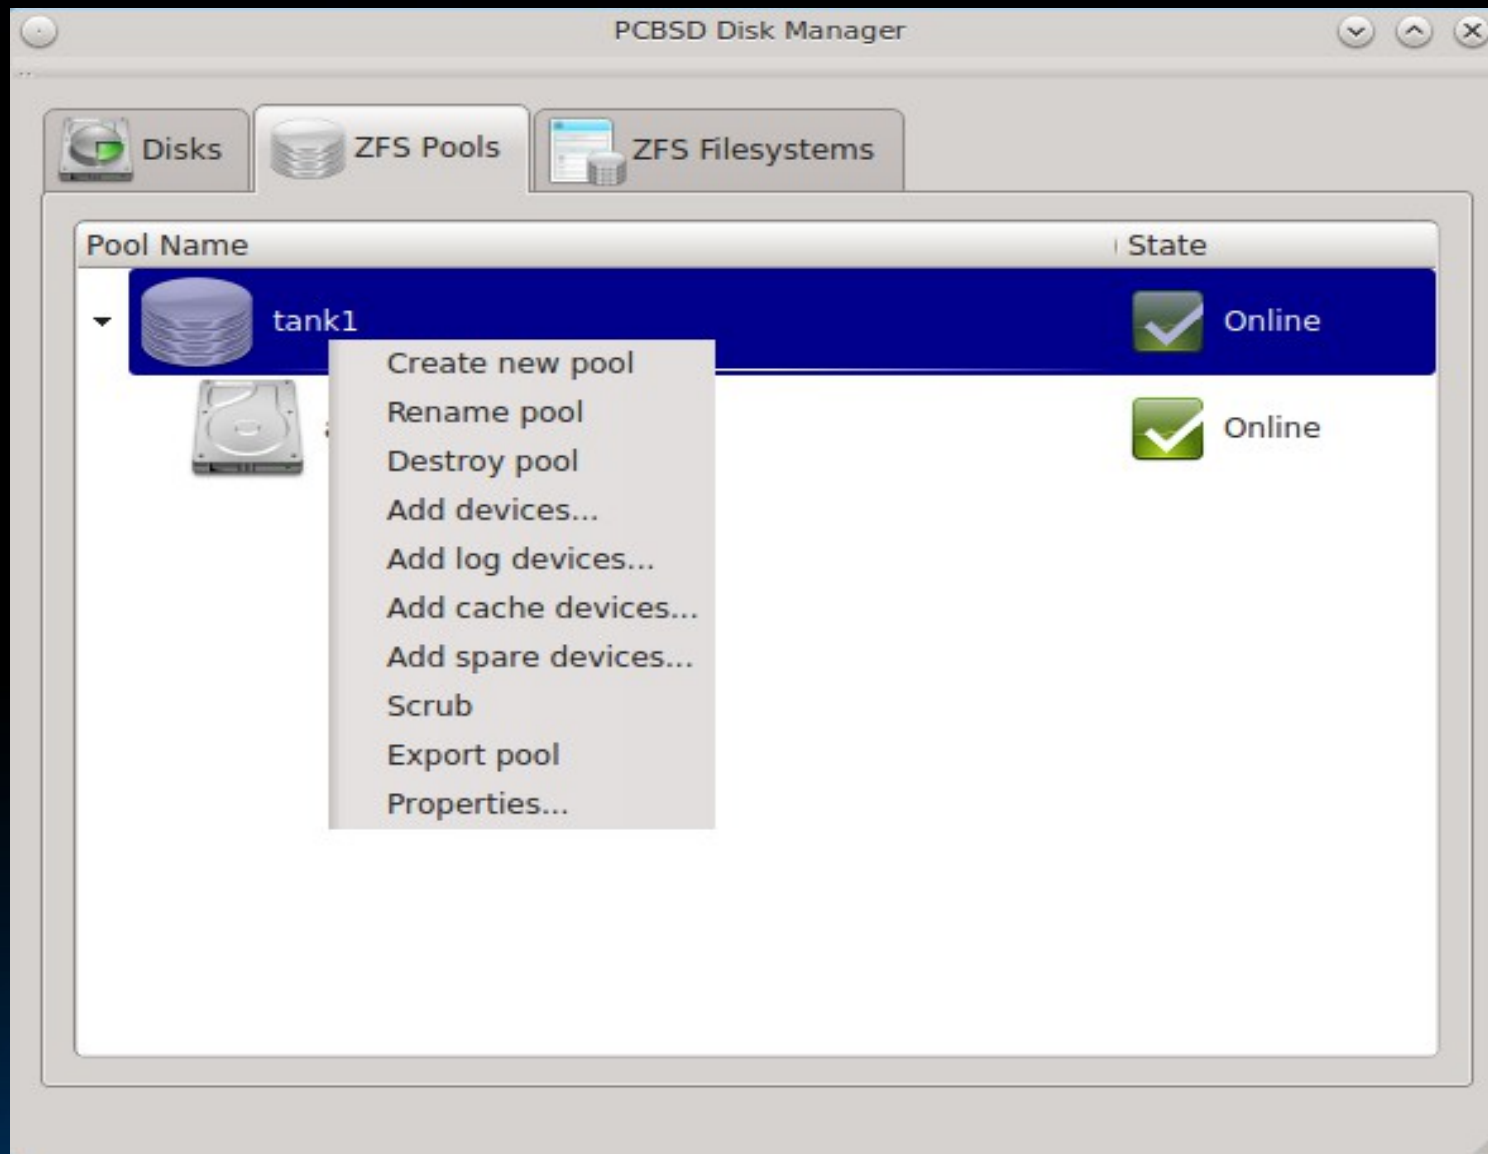 PCBSD Disk Manager
Disks ZFS Pools ZFS Filesystems
Pool Name State
tank1 Online
Online
Create new pool
Rename pool
Destroy pool
Add devices...
Add log devices...
Add cache devices...
Add spare devices...
Scrub
Export pool
Properties...